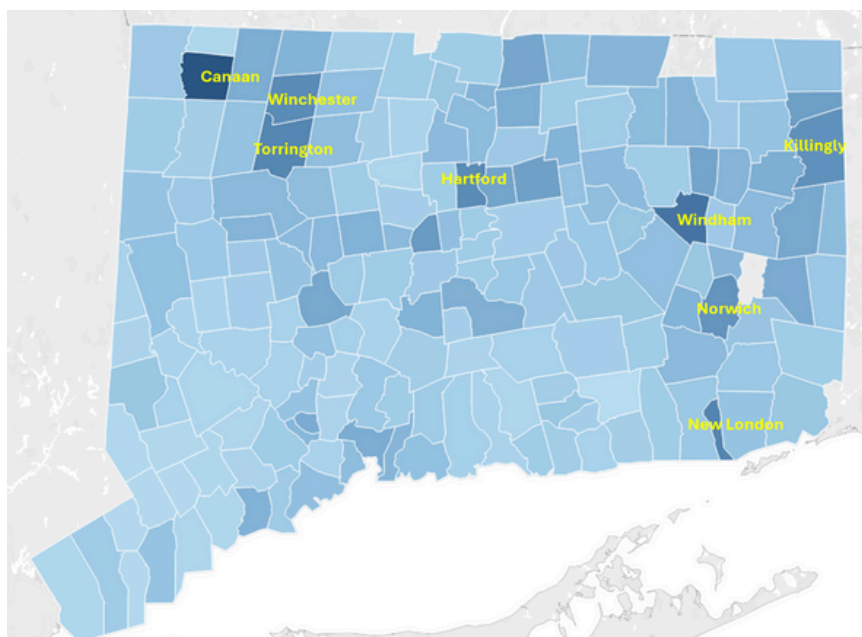 Canaan
Winchester
Torrington
Killingly
Hartford
Windham
Norwich
New London